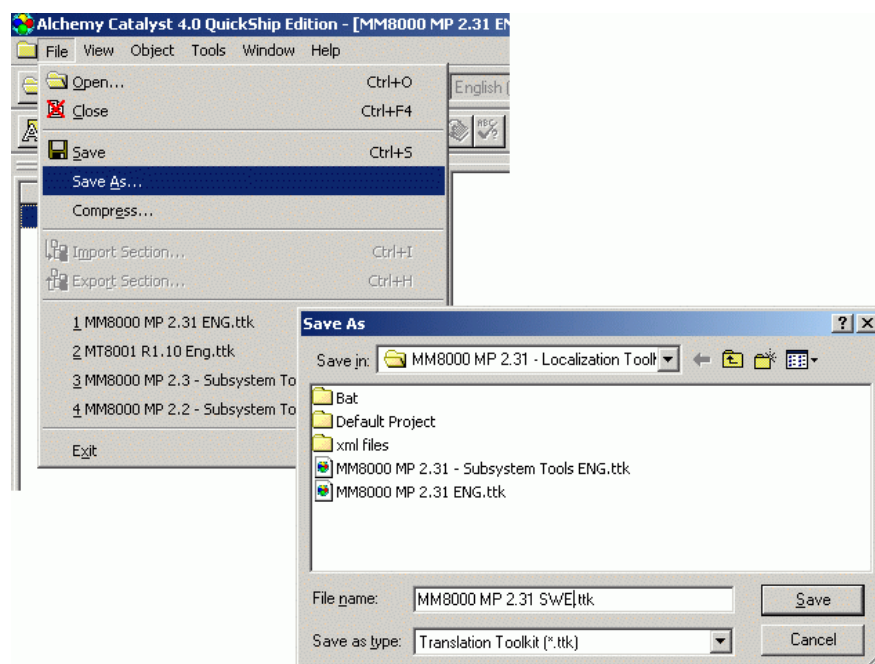 Alchemy Catalyst 4.0 QuickShip Edition - [MM8000 MP 2.31 EN
File View Object Tools Window Help
Open... Ctrl+O
English (
Close Ctrl+F4
ABC
Save Ctrl+S
Save As...
Compress...
Import Section... Ctrl+I
Export Section... Ctrl+H
1 MM8000 MP 2.31 ENG.ttk
2 MT8001 R1.10 Eng.ttk
3 MM8000 MP 2.3 - Subsystem To
4 MM8000 MP 2.2 - Subsystem To
Exit
Save As
Save in: MM8000 MP 2.31 - Localization Toolk
Bat
Default Project
xml files
MM8000 MP 2.31 - Subsystem Tools ENG.ttk
MM8000 MP 2.31 ENG.ttk
File name: MM8000 MP 2.31 SWE.ttk Save
Save as type: Translation Toolkit (*.ttk) Cancel